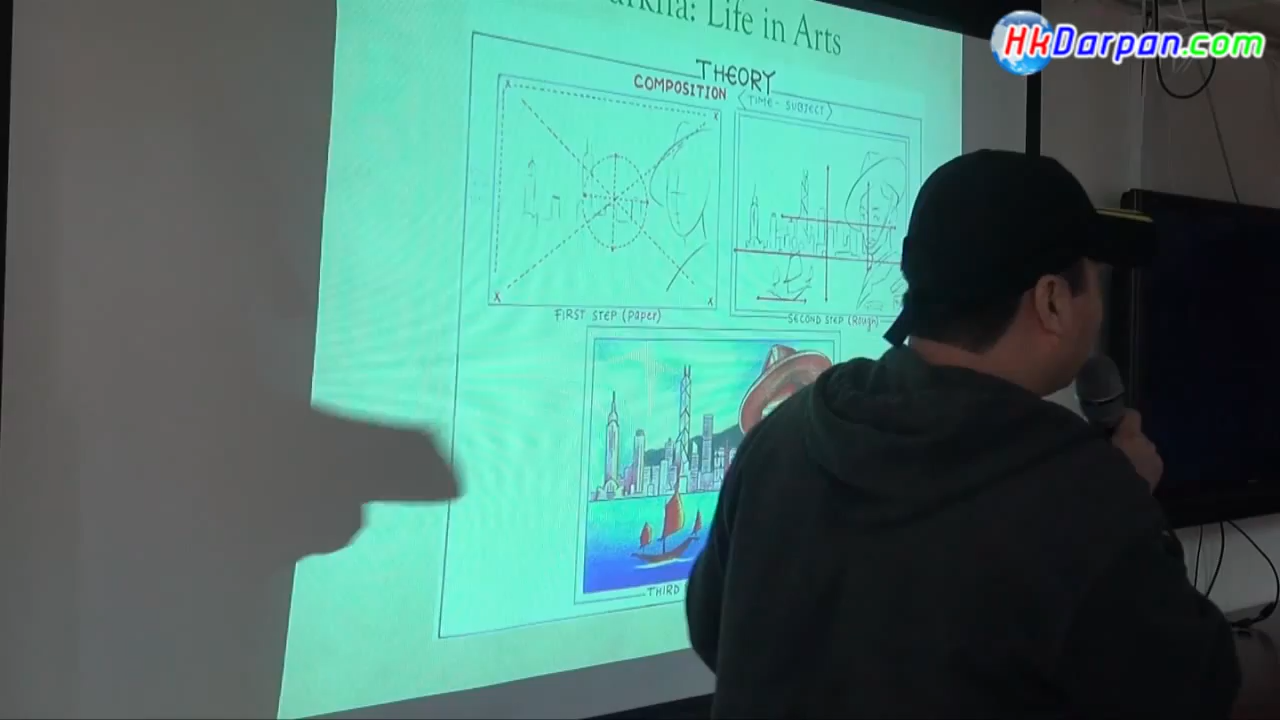 HkDarpan.com
: Life in Arts
THEORY
COMPOSITION
<TIME - SUBJECT>
FIRST STEP (Paper)
SECOND STEP (Rough)
THIRD